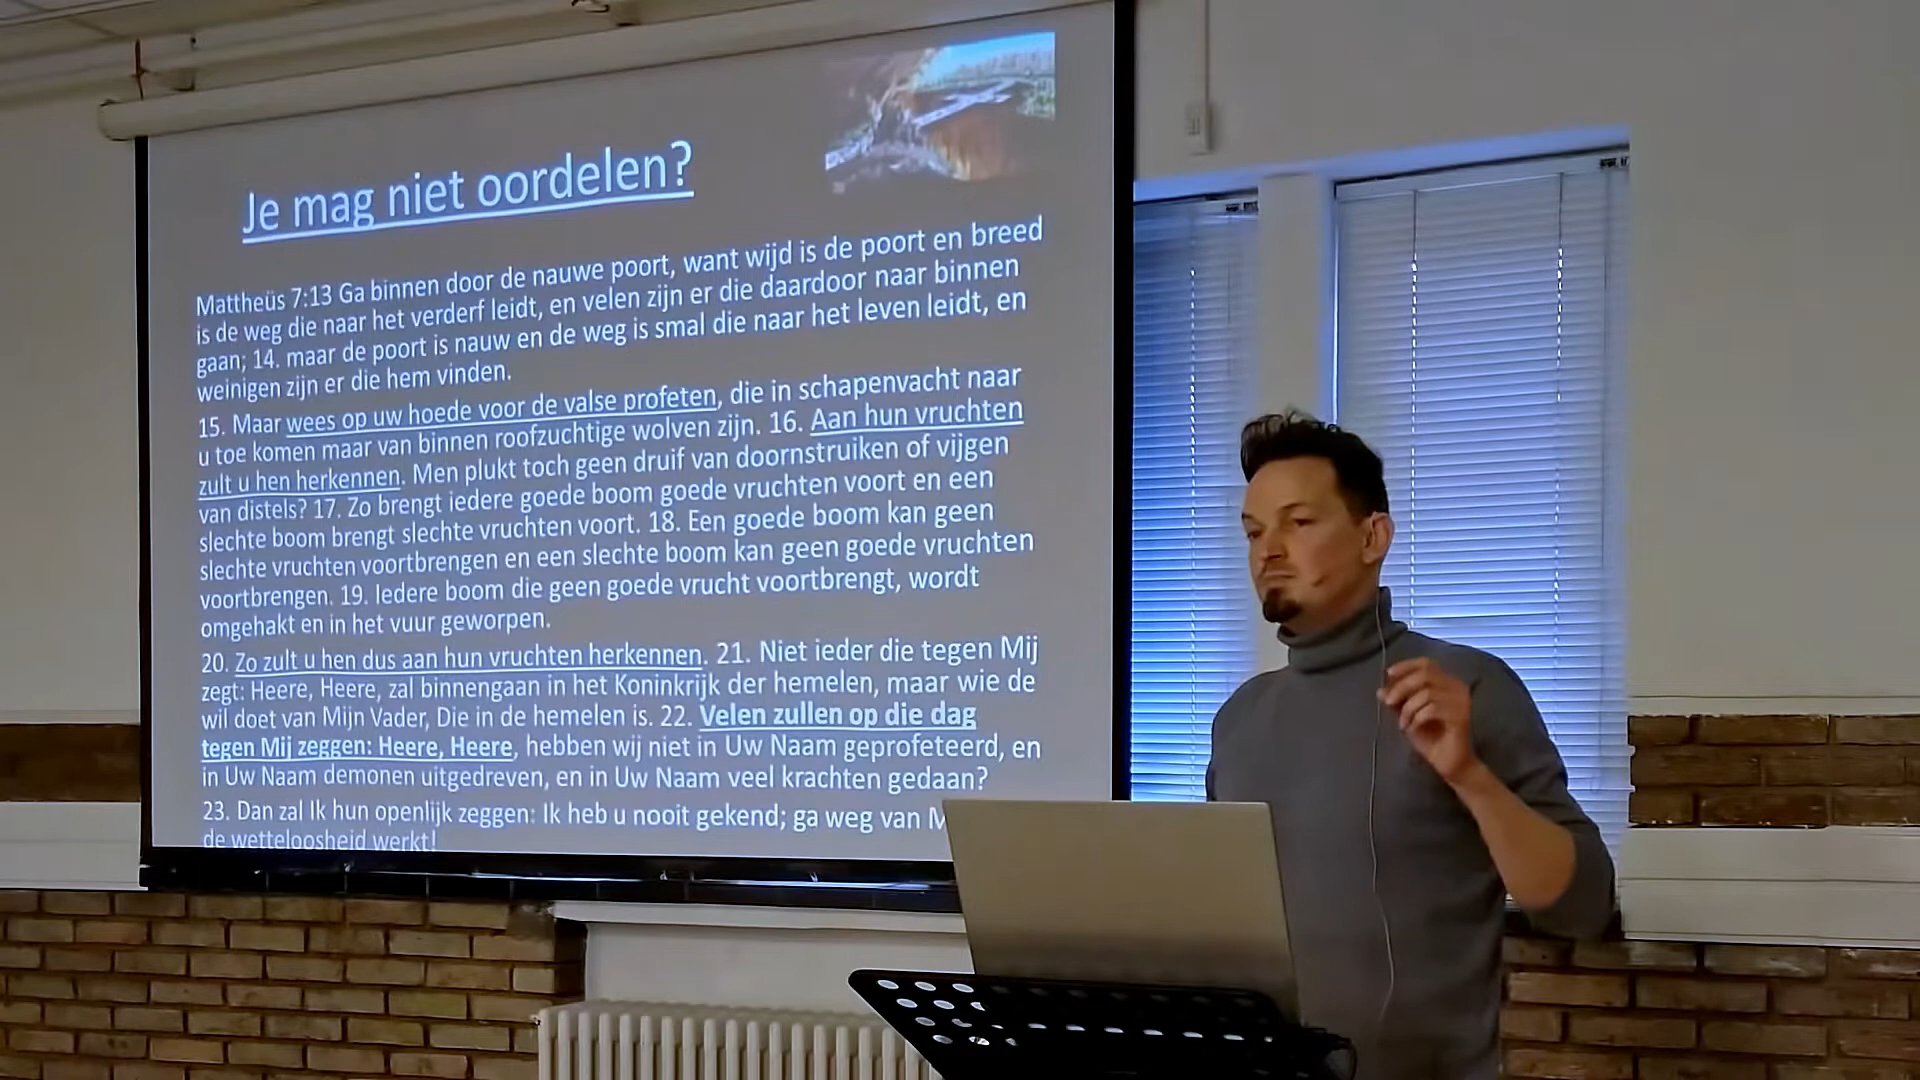 Je mag niet oordelen?
Mattheüs 7:13 Ga binnen door de nauwe poort, want wijd is de poort en breed
is de weg die naar het verderf leidt, en velen zijn er die daardoor naar binnen
gaan; 14. maar de poort is nauw en de weg is smal die naar het leven leidt, en
weinigen zijn er die hem vinden.
15. Maar wees op uw hoede voor de valse profeten, die in schapenvacht naar
u toe komen maar van binnen roofzuchtige wolven zijn. 16. Aan hun vruchten
zult u hen herkennen. Men plukt toch geen druif van doornstruiken of vijgen
van distels? 17. Zo brengt iedere goede boom goede vruchten voort en een
slechte boom brengt slechte vruchten voort. 18. Een goede boom kan geen
slechte vruchten voortbrengen en een slechte boom kan geen goede vruchten
voortbrengen. 19. Iedere boom die geen goede vrucht voortbrengt, wordt
omgehakt en in het vuur geworpen.
20. Zo zult u hen dus aan hun vruchten herkennen. 21. Niet ieder die tegen Mij
zegt: Heere, Heere, zal binnengaan in het Koninkrijk der hemelen, maar wie de
wil doet van Mijn Vader, Die in de hemelen is. 22. Velen zullen op die dag
tegen Mij zeggen: Heere, Heere, hebben wij niet in Uw Naam geprofeteerd, en
in Uw Naam demonen uitgedreven, en in Uw Naam veel krachten gedaan?
23. Dan zal Ik hun openlijk zeggen: Ik heb u nooit gekend; ga weg van
de wetteloosheid werkt!